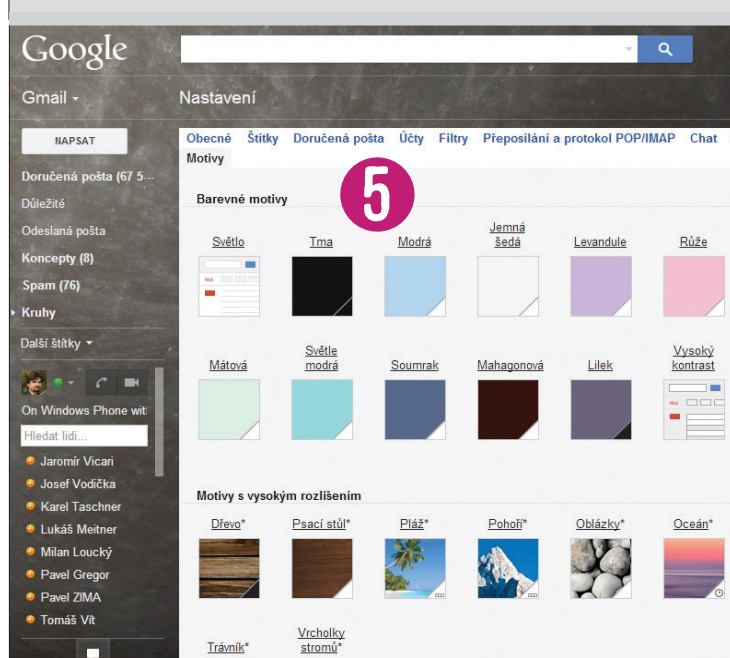 Google
Gmail
Nastavení
NAPSAT
Obecné Štítky Doručená pošta Účty Filtry Přeposílání a protokol POP/IMAP Chat
Motivy
Doručená pošta (67 5...
Důležité
Odeslaná pošta
Koncepty (8)
Spam (76)
Kruhy
Další štítky
On Windows Phone wit
Hledat lidi...
Jaromír Vicari
Josef Vodička
Karel Taschner
Lukáš Meitner
Milan Loucký
Pavel Gregor
Pavel ZIMA
Tomáš Vít
5
Barevné motivy
Světlo Tma Modrá Jemná šedá Levandule Růže
Mátová Světle modrá Soumrak Mahagonová Lilek Vysoký kontrast
Motivy s vysokým rozlišením
Dřevo* Psací stůl* Pláž* Pohoří* Oblázky* Oceán*
Trávník* Vrcholky stromů*